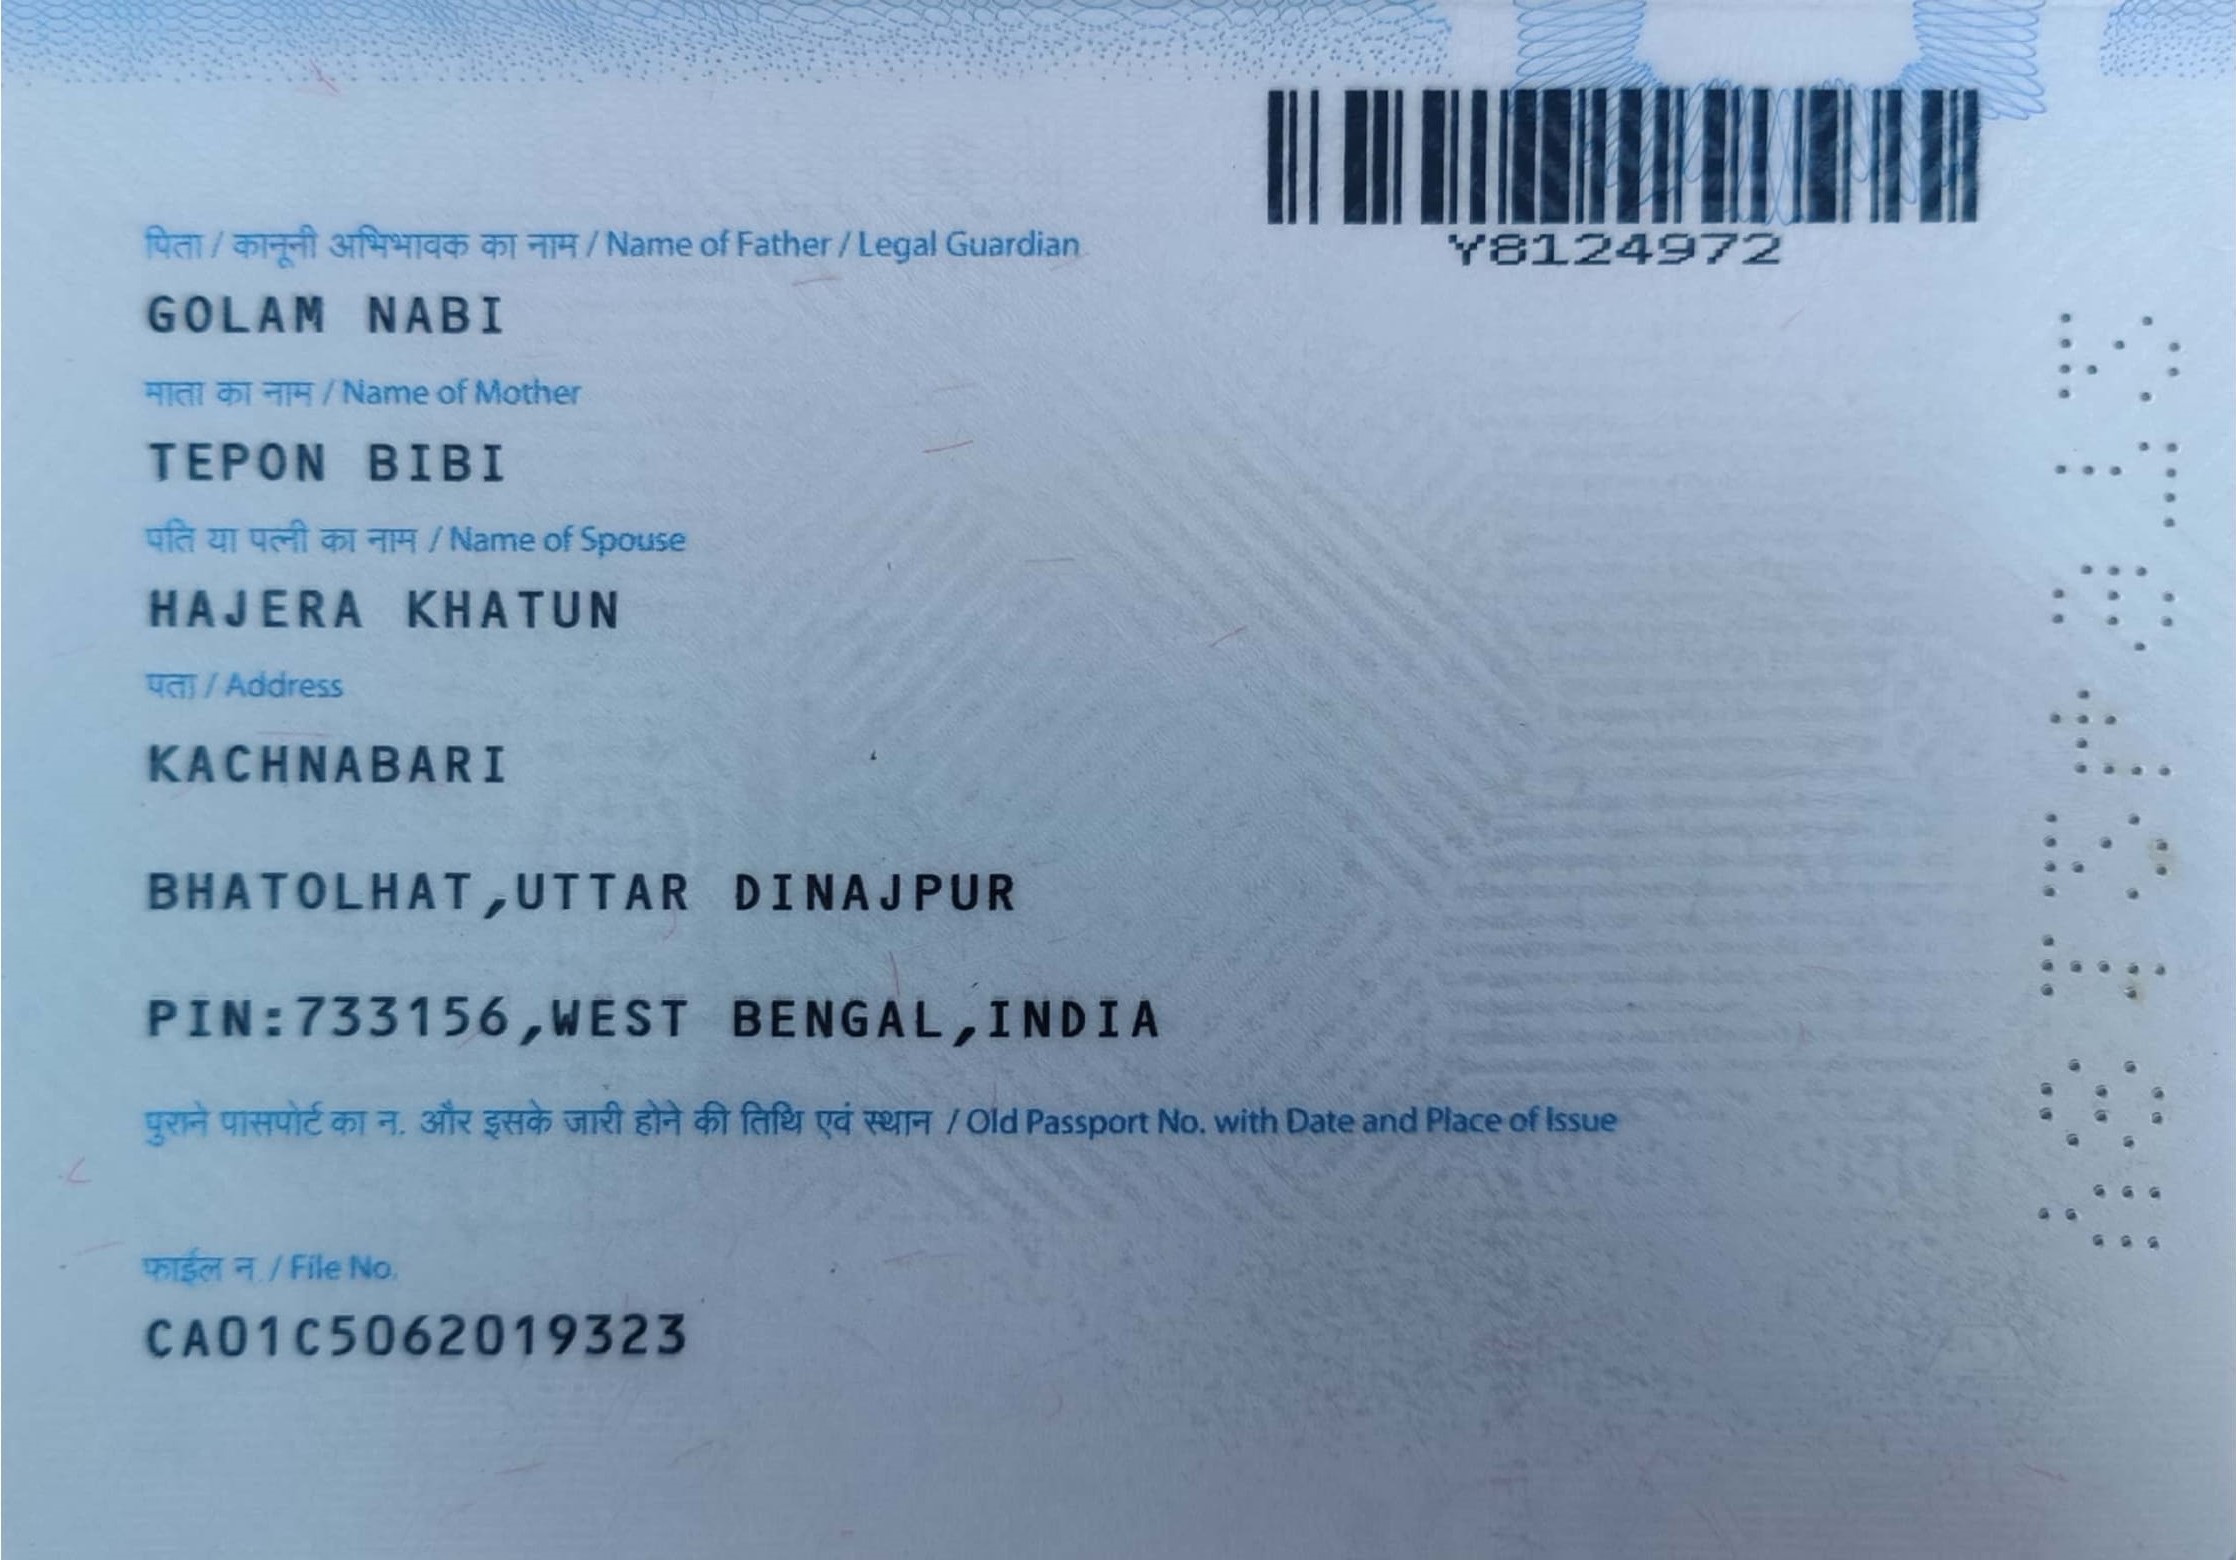 Y8124972
पिता / कानूनी अभिभावक का नाम / Name of Father / Legal Guardian
GOLAM NABI
माता का नाम / Name of Mother
TEPON BIBI
पति या पत्नी का नाम / Name of Spouse
HAJERA KHATUN
पता / Address
KACHNABARI
BHATOLHAT,UTTAR DINAJPUR
PIN:733156,WEST BENGAL,INDIA
पुराने पासपोर्ट का न. और इसके जारी होने की तिथि एवं स्थान / Old Passport No. with Date and Place of Issue
फाईल न / File No.
CA01C5062019323
Y8124972